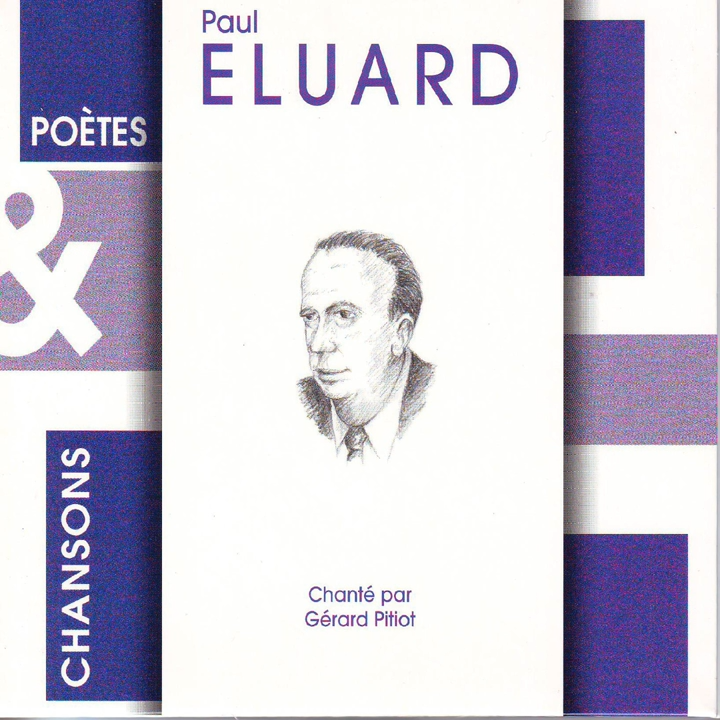 Paul
ELUARD
POÈTES
&
CHANSONS
Chanté par
Gérard Pitiot